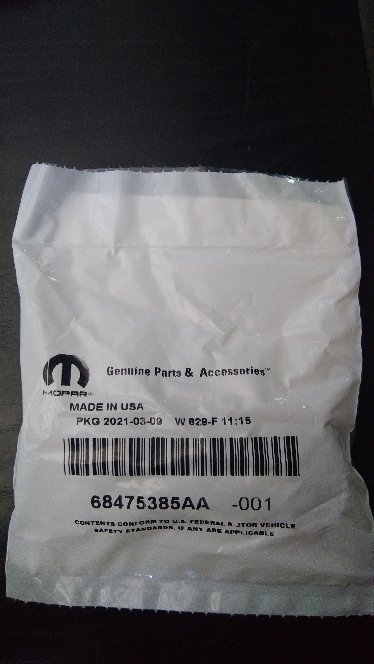 Genuine Parts & Accessories™
MOPAR®
MADE IN USA
PKG 2021-03-09 W 629-F 11:15
68475385AA -001
CONTENTS CONFORM TO U.S. FEDERAL VEHICLE
SAFETY STANDARDS, IF ANY ARE APPLICABLE